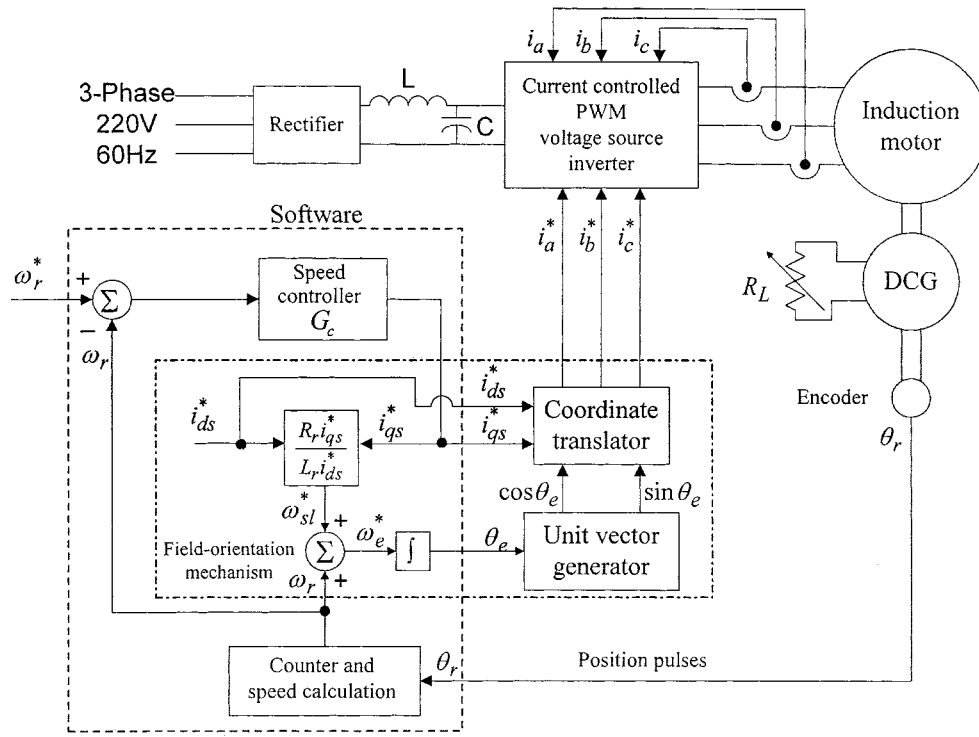 i_a i_b i_c
3-Phase
220V
60Hz
Rectifier
L
C
Current controlled
PWM
voltage source
inverter
Induction
motor
i_a^* i_b^* i_c^*
Software
ω_r^*
+
Σ
−
ω_r
Speed
controller
G_c
R_L
DCG
Encoder
θ_r
i_ds^*
i_ds^*
R_r i_qs^*
L_r i_ds^*
i_qs^*
i_qs^*
Coordinate
translator
cosθ_e
sinθ_e
ω_sl^*
+
Σ
ω_e^*
∫
θ_e
Unit vector
generator
Field-orientation
mechanism
ω_r
+
Counter and
speed calculation
θ_r
Position pulses